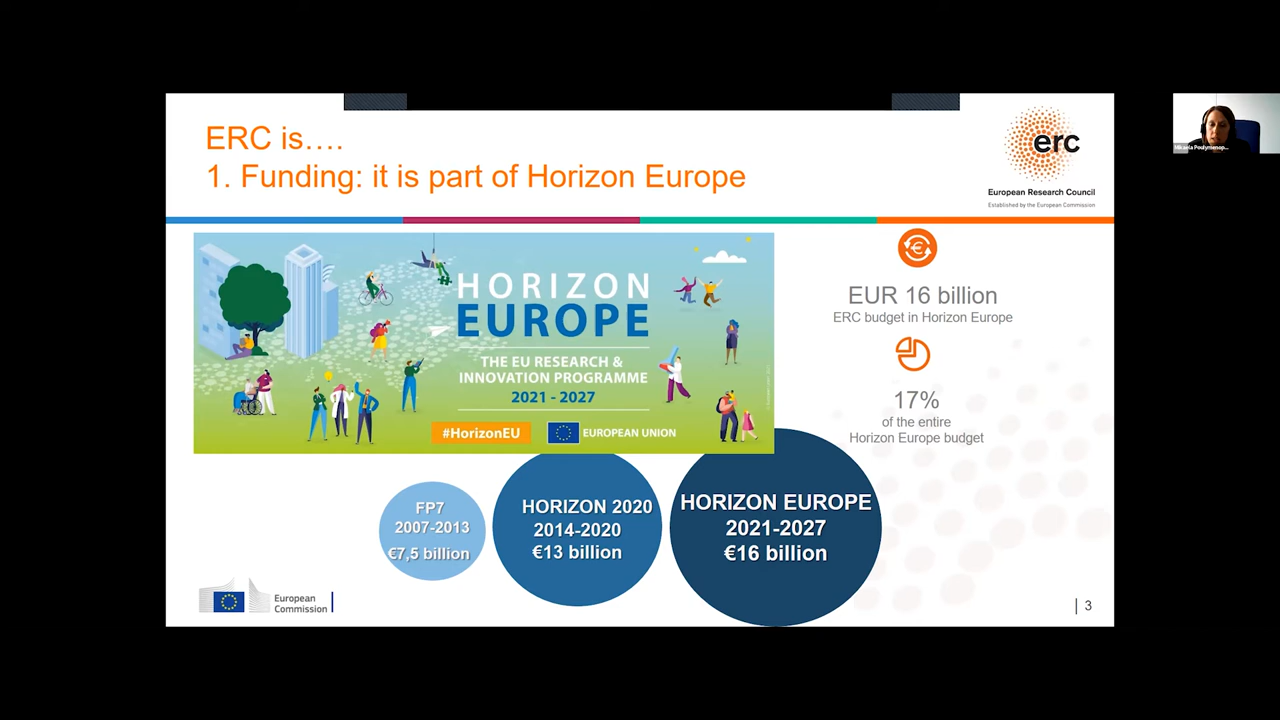 ERC is….
1. Funding: it is part of Horizon Europe
erc
European Research Council
Established by the European Commission
HORIZON
EUROPE
THE EU RESEARCH &
INNOVATION PROGRAMME
2021 - 2027
#HorizonEU
EUROPEAN UNION
EUR 16 billion
ERC budget in Horizon Europe
17%
of the entire
Horizon Europe budget
FP7
2007-2013
€7,5 billion
HORIZON 2020
2014-2020
€13 billion
HORIZON EUROPE
2021-2027
€16 billion
European
Commission
3
Mikaela Poulymenop...